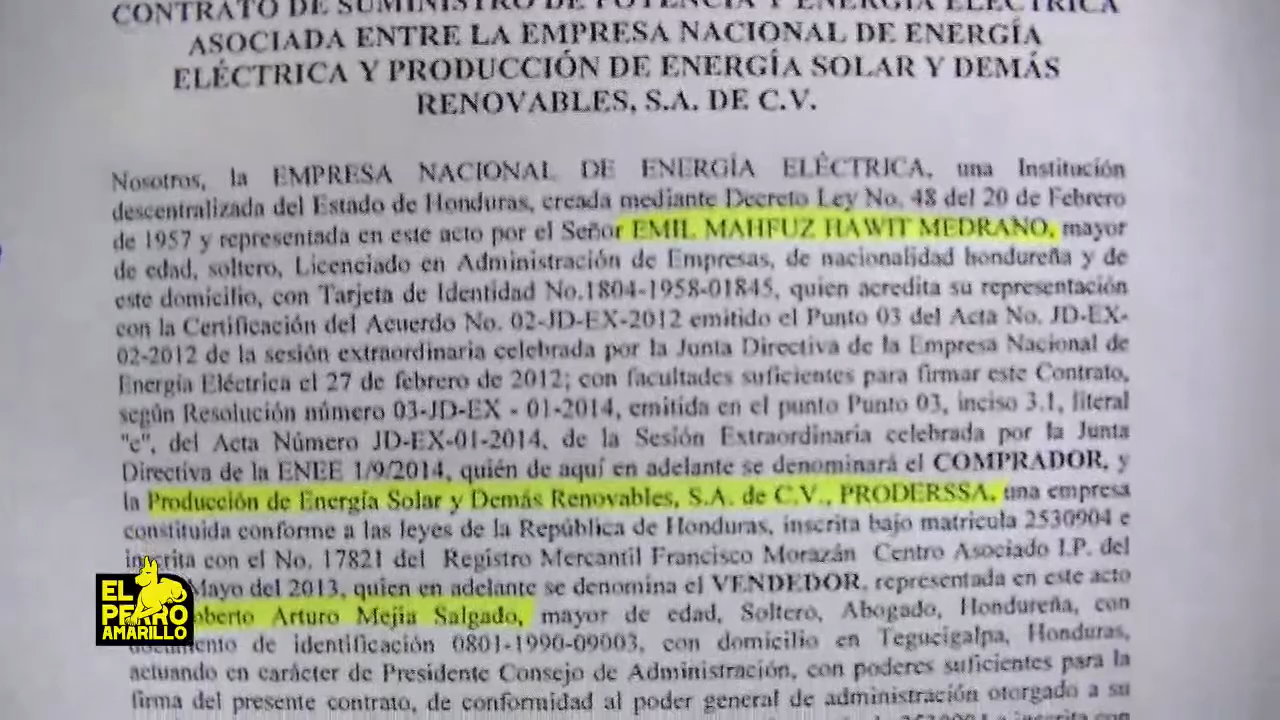 CONTRATO DE SUMINISTRO DE POTENCIA Y ENERGÍA ELÉCTRICA
ASOCIADA ENTRE LA EMPRESA NACIONAL DE ENERGÍA
ELÉCTRICA Y PRODUCCIÓN DE ENERGÍA SOLAR Y DEMÁS
RENOVABLES, S.A. DE C.V.
Nosotros, la EMPRESA NACIONAL DE ENERGÍA ELÉCTRICA, una Institución
descentralizada del Estado de Honduras, creada mediante Decreto Ley No. 48 del 20 de Febrero
de 1957 y representada en este acto por el Señor EMIL MAHFUZ HAWIT MEDRANO, mayor
de edad, soltero, Licenciado en Administración de Empresas, de nacionalidad hondureña y de
este domicilio, con Tarjeta de Identidad No.1804-1958-01845, quien acredita su representación
con la Certificación del Acuerdo No. 02-JD-EX-2012 emitido el Punto 03 del Acta No. JD-EX-
02-2012 de la sesión extraordinaria celebrada por la Junta Directiva de la Empresa Nacional de
Energía Eléctrica el 27 de febrero de 2012; con facultades suficientes para firmar este Contrato,
según Resolución número 03-JD-EX - 01-2014, emitida en el punto Punto 03, inciso 3.1, literal
"c", del Acta Número JD-EX-01-2014, de la Sesión Extraordinaria celebrada por la Junta
Directiva de la ENEE 1/9/2014, quién de aquí en adelante se denominará el COMPRADOR, y
la Producción de Energía Solar y Demás Renovables, S.A. de C.V., PRODERSSA, una empresa
constituida conforme a las leyes de la República de Honduras, inscrita bajo matricula 2530904 e
inscrita con el No. 17821 del Registro Mercantil Francisco Morazán Centro Asociado I.P. del
Mayo del 2013, quien en adelante se denomina el VENDEDOR, representada en este acto
oberto Arturo Mejia Salgado, mayor de edad, Soltero, Abogado, Hondureña, con
documento de identificación 0801-1990-09003, con domicilio en Tegucigalpa, Honduras,
actuando en carácter de Presidente Consejo de Administración, con poderes suficientes para la
firma del presente contrato, de conformidad al poder general de administración otorgado a su
2530904 e inscrita con
EL
PERRO
AMARILLO